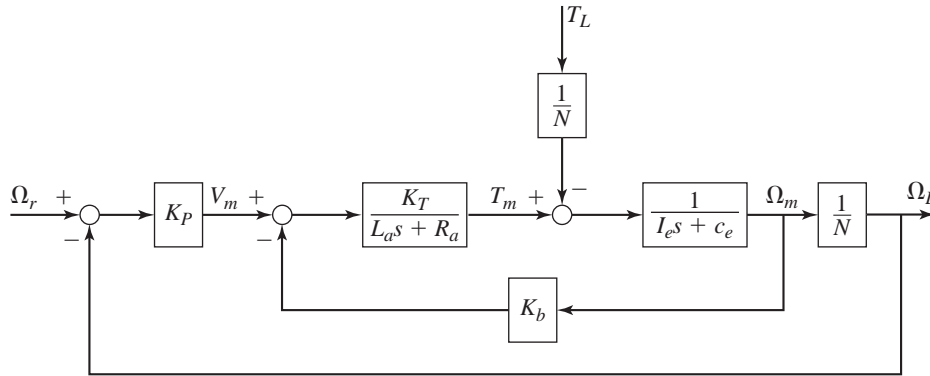 T_L
1/N
Ω_r + −
K_P
V_m + −
K_T/(L_a s + R_a)
T_m + −
1/(I_e s + c_e)
Ω_m
1/N
Ω_L
K_b